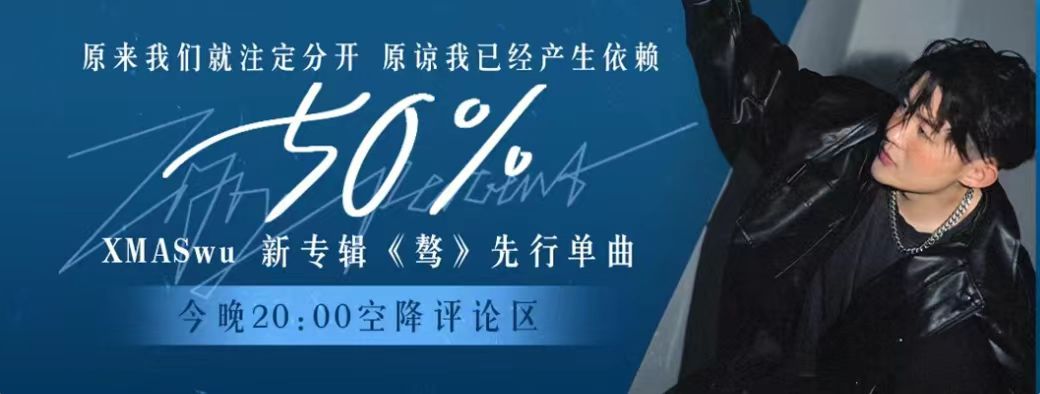 原来我们就注定分开 原谅我已经产生依赖
50%
Fifty Percent
XMASwu 新专辑《骜》先行单曲
今晚20:00空降评论区